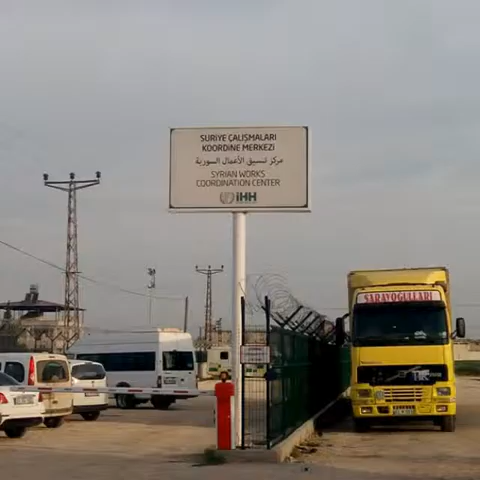 SURİYE ÇALIŞMALARI
KOORDİNE MERKEZİ
مركز تنسيق الأعمال السورية
SYRIAN WORKS
COORDINATION CENTER
İHH
SARAYOĞULLARI